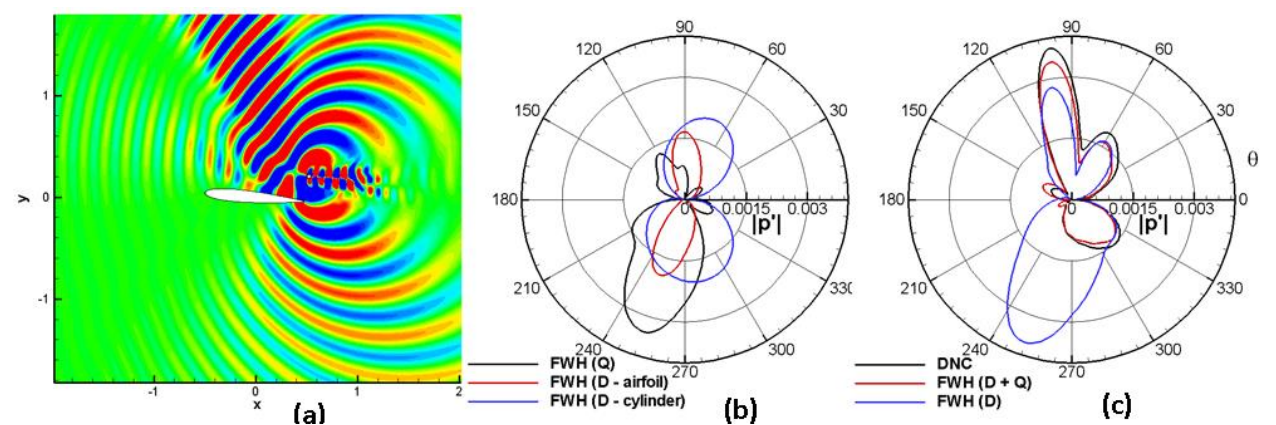 1
0
-1
y
-1
0
1
2
x
(a)
90
120
60
150
30
180
0
0.0015
0.003
|p'|
210
330
240
300
270
FWH (Q)
FWH (D - airfoil)
FWH (D - cylinder)
(b)
90
120
60
150
30
θ
180
0
0.0015
0.003
0
|p'|
210
330
240
300
270
DNC
FWH (D + Q)
FWH (D)
(c)